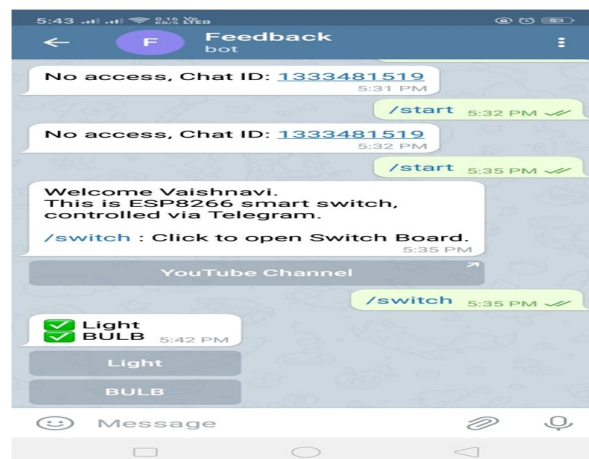 5:43
Feedback
F
bot
No access, Chat ID: 1333481519
5:31 PM
/start 5:32 PM
No access, Chat ID: 1333481519
5:32 PM
/start 5:35 PM
Welcome Vaishnavi.
This is ESP8266 smart switch,
controlled via Telegram.
/switch : Click to open Switch Board.
5:35 PM
YouTube Channel
/switch 5:35 PM
✅ Light
✅ BULB 5:42 PM
Light
BULB
Message